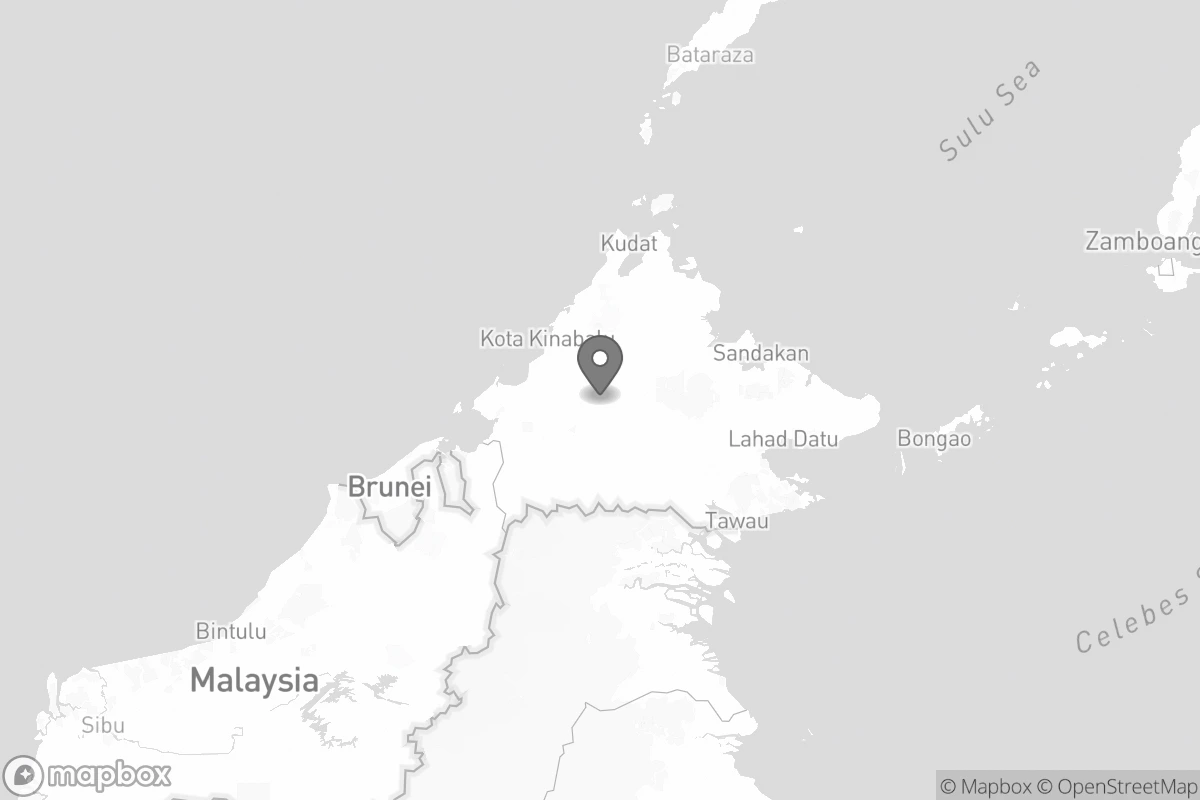 Bataraza
Sulu Sea
Kudat
Zamboang
Kota Kinabalu
Sandakan
Lahad Datu
Bongao
Brunei
Tawau
Celebes S
Bintulu
Malaysia
Sibu
mapbox
© Mapbox © OpenStreetMap